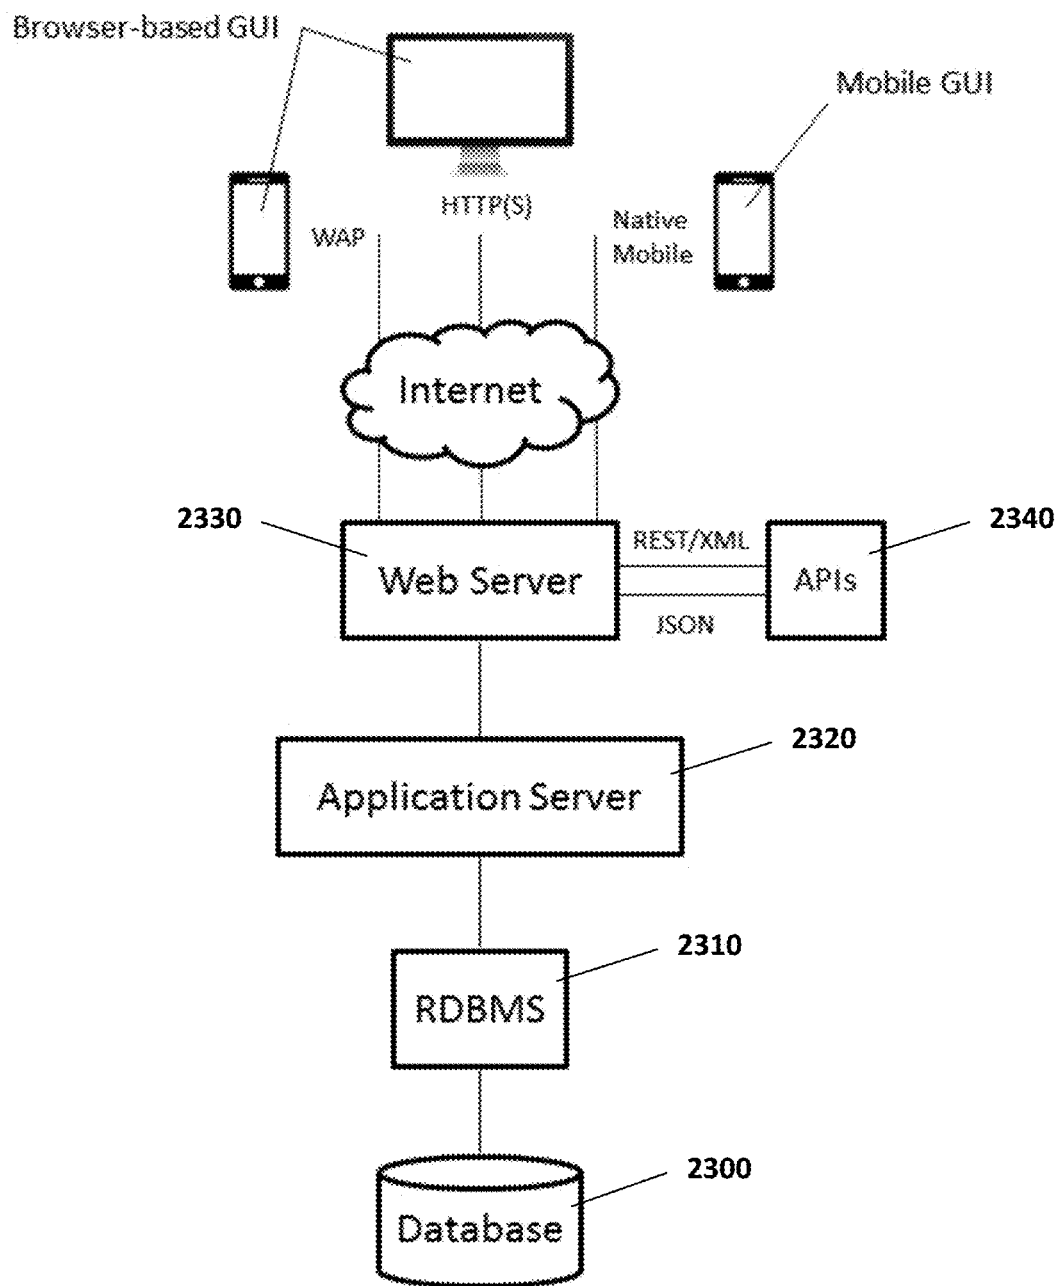 Browser-based GUI
Mobile GUI
HTTP(S)
WAP
Native
Mobile
Internet
2330
2340
REST/XML
Web Server
APIs
JSON
2320
Application Server
2310
RDBMS
2300
Database